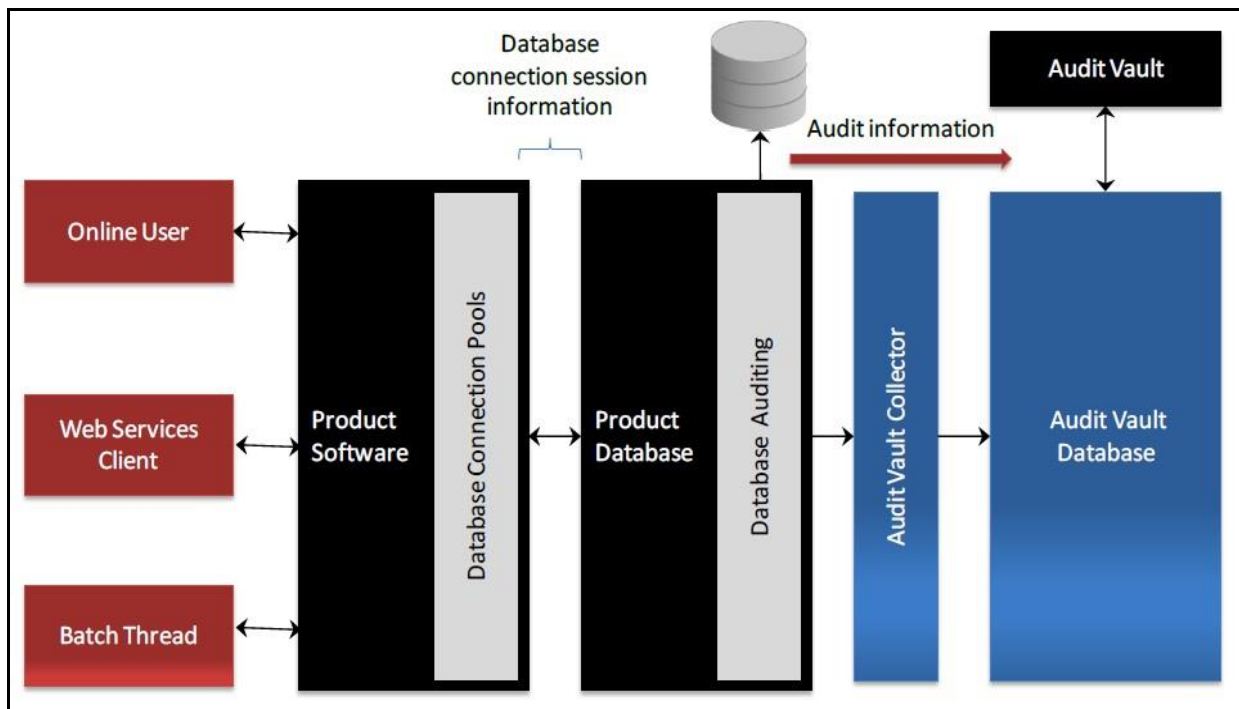 Database
connection session
information
Audit Vault
Audit information
Online User
Web Services
Client
Batch Thread
Product
Software
Database Connection Pools
Product
Database
Database Auditing
Audit Vault Collector
Audit Vault
Database